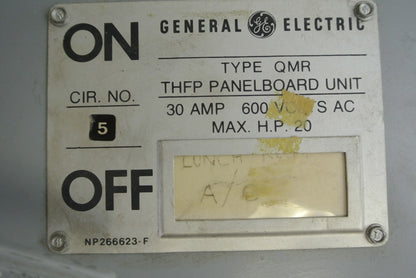 ON
GENERAL GE ELECTRIC
TYPE QMR
THFP PANELBOARD UNIT
CIR. NO.
30 AMP 600 VOLTS AC
5
MAX. H.P. 20
OFF
A/C
NP266623-F